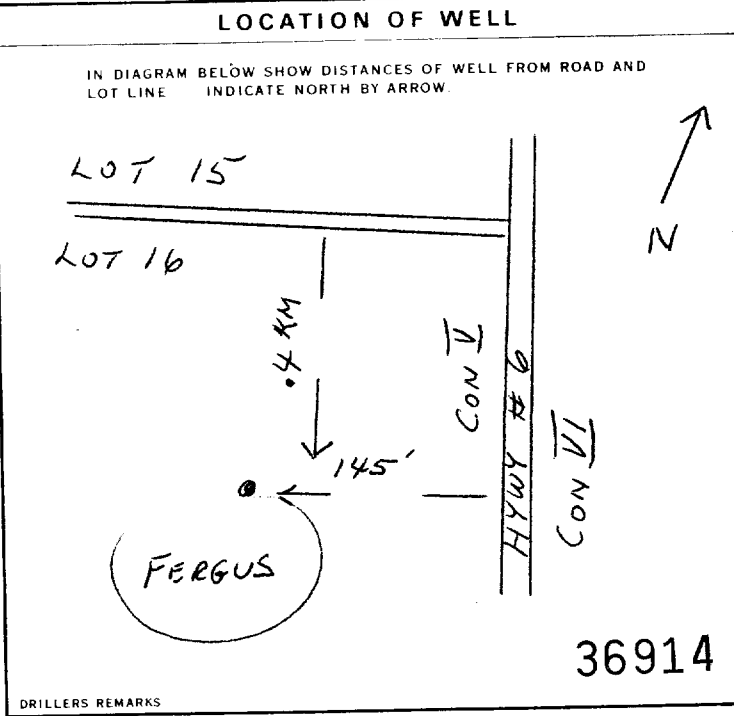 LOCATION OF WELL
IN DIAGRAM BELOW SHOW DISTANCES OF WELL FROM ROAD AND
LOT LINE INDICATE NORTH BY ARROW.
LOT 15
N
LOT 16
.4 KM
CON V
HYWY # 6
CON VI
145'
FERGUS
36914
DRILLERS REMARKS